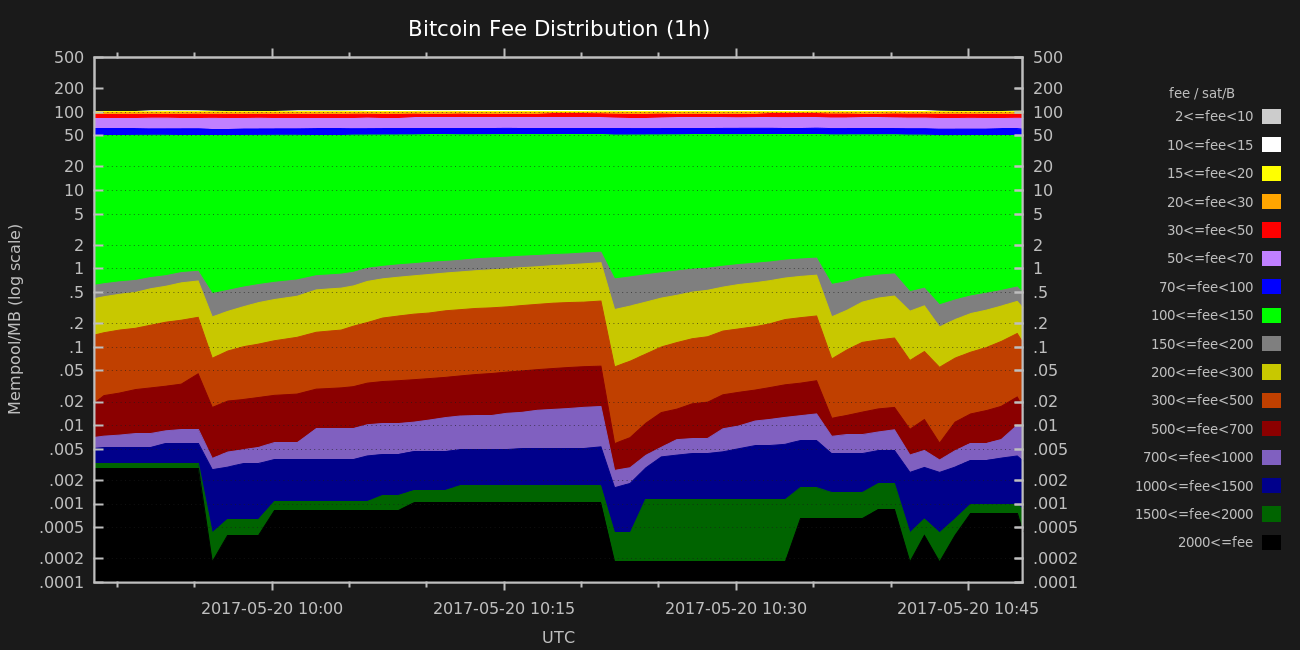 Bitcoin Fee Distribution (1h)
500
200
100
50
20
10
5
2
1
.5
.2
.1
.05
.02
.01
.005
.002
.001
.0005
.0002
.0001
Mempool/MB (log scale)
500
200
100
50
20
10
5
2
1
.5
.2
.1
.05
.02
.01
.005
.002
.001
.0005
.0002
.0001
2017-05-20 10:00 2017-05-20 10:15 2017-05-20 10:30 2017-05-20 10:45
UTC
fee / sat/B
2<=fee<10
10<=fee<15
15<=fee<20
20<=fee<30
30<=fee<50
50<=fee<70
70<=fee<100
100<=fee<150
150<=fee<200
200<=fee<300
300<=fee<500
500<=fee<700
700<=fee<1000
1000<=fee<1500
1500<=fee<2000
2000<=fee